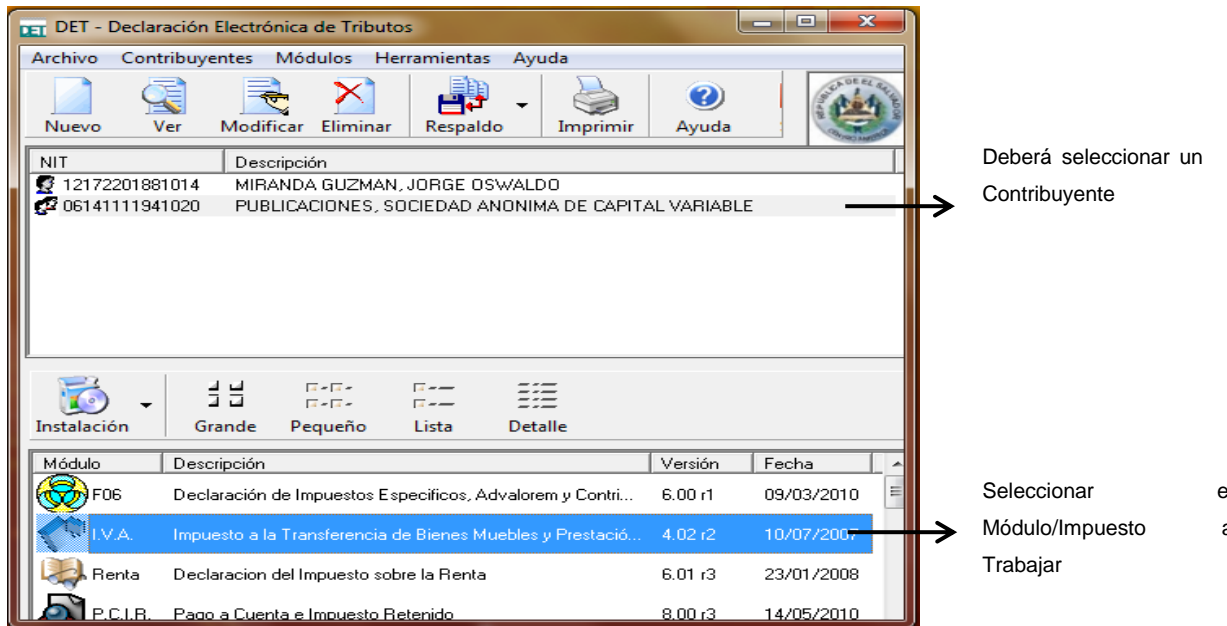 DET - Declaración Electrónica de Tributos
Archivo Contribuyentes Módulos Herramientas Ayuda
Nuevo Ver Modificar Eliminar Respaldo Imprimir Ayuda
NIT Descripción
12172201881014 MIRANDA GUZMAN, JORGE OSWALDO
06141111941020 PUBLICACIONES, SOCIEDAD ANONIMA DE CAPITAL VARIABLE
Deberá seleccionar un
Contribuyente
Instalación Grande Pequeño Lista Detalle
Módulo Descripción Versión Fecha
F06 Declaración de Impuestos Especificos, Advalorem y Contri... 6.00 r1 09/03/2010
I.V.A. Impuesto a la Transferencia de Bienes Muebles y Prestació... 4.02 r2 10/07/2007
Renta Declaracion del Impuesto sobre la Renta 6.01 r3 23/01/2008
P.C.I.R. Pago a Cuenta e Impuesto Retenido 8.00 r3 14/05/2010
Seleccionar e
Módulo/Impuesto a
Trabajar